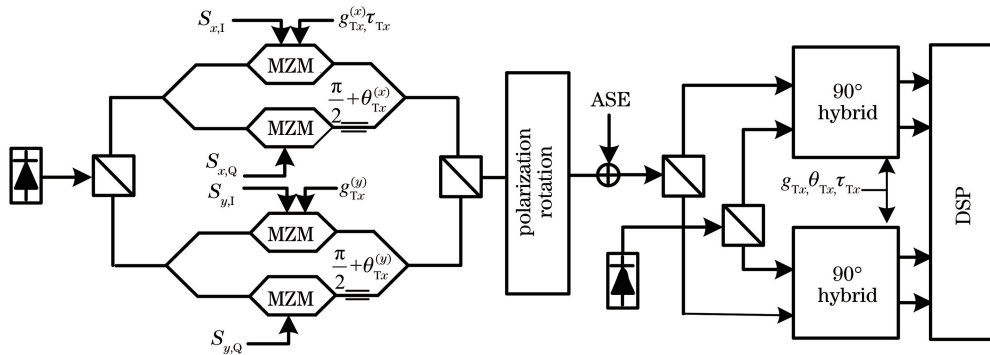 S_{x,I}
g_{Tx,}^{(x)}τ_{Tx}
MZM
π/2+θ_{Tx}^{(x)}
MZM
S_{x,Q}
S_{y,I}
g_{Tx}^{(y)}
MZM
π/2+θ_{Tx}^{(y)}
MZM
S_{y,Q}
polarization
rotation
ASE
90°
hybrid
g_{Tx,}θ_{Tx,}τ_{Tx}
90°
hybrid
DSP